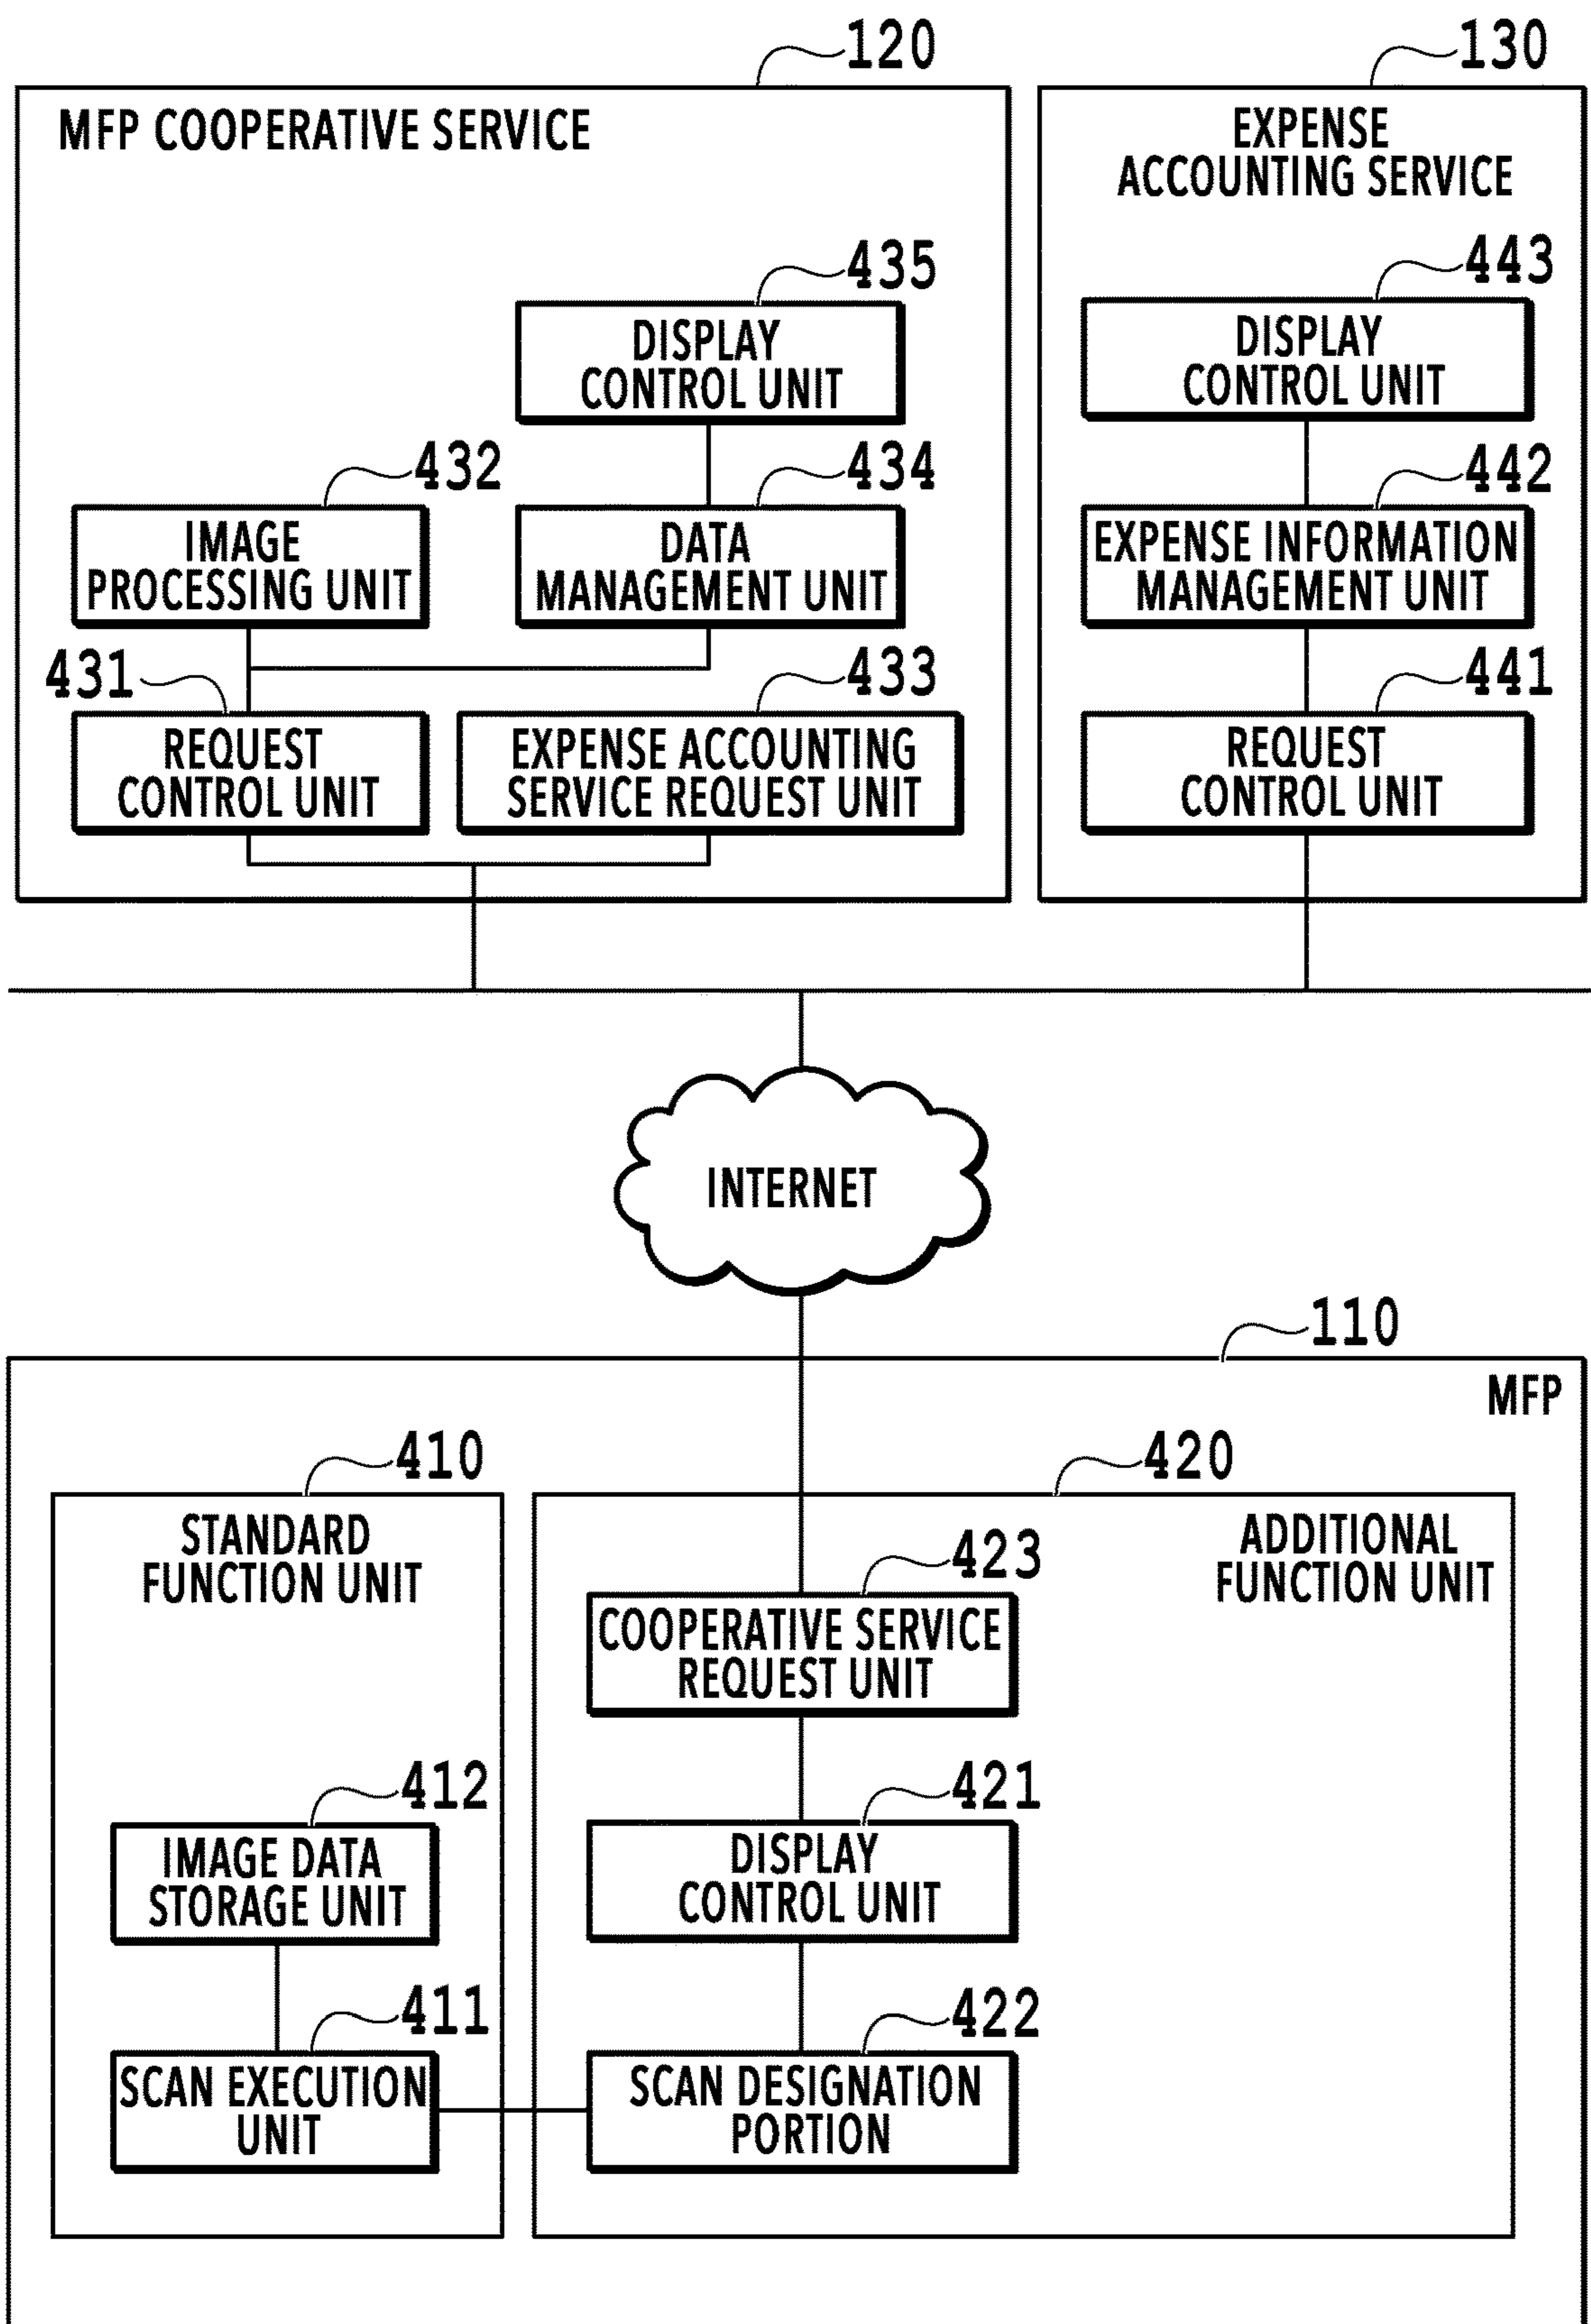 120
130
MFP COOPERATIVE SERVICE
EXPENSE
ACCOUNTING SERVICE
435
443
DISPLAY
CONTROL UNIT
DISPLAY
CONTROL UNIT
432
434
442
IMAGE
PROCESSING UNIT
DATA
MANAGEMENT UNIT
EXPENSE INFORMATION
MANAGEMENT UNIT
431
433
441
REQUEST
CONTROL UNIT
EXPENSE ACCOUNTING
SERVICE REQUEST UNIT
REQUEST
CONTROL UNIT
INTERNET
110
MFP
410
420
STANDARD
FUNCTION UNIT
ADDITIONAL
FUNCTION UNIT
423
COOPERATIVE SERVICE
REQUEST UNIT
412
421
IMAGE DATA
STORAGE UNIT
DISPLAY
CONTROL UNIT
411
422
SCAN EXECUTION
UNIT
SCAN DESIGNATION
PORTION